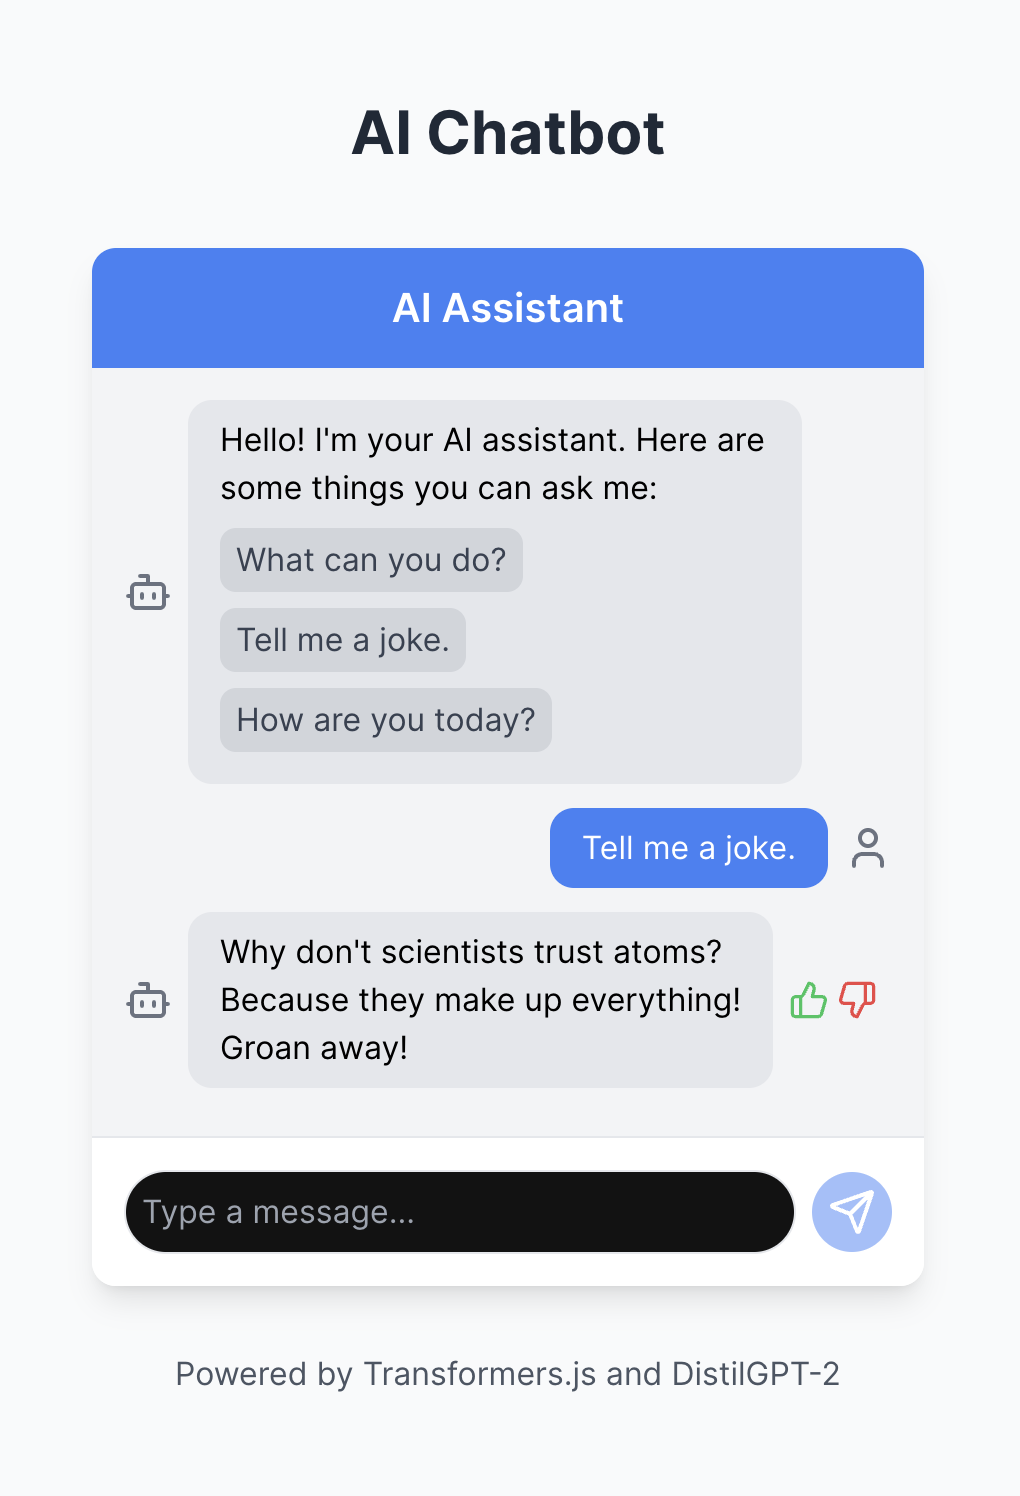 AI Chatbot
AI Assistant
Hello! I'm your AI assistant. Here are
some things you can ask me:
What can you do?
Tell me a joke.
How are you today?
Tell me a joke.
Why don't scientists trust atoms?
Because they make up everything!
Groan away!
Type a message...
Powered by Transformers.js and DistilGPT-2